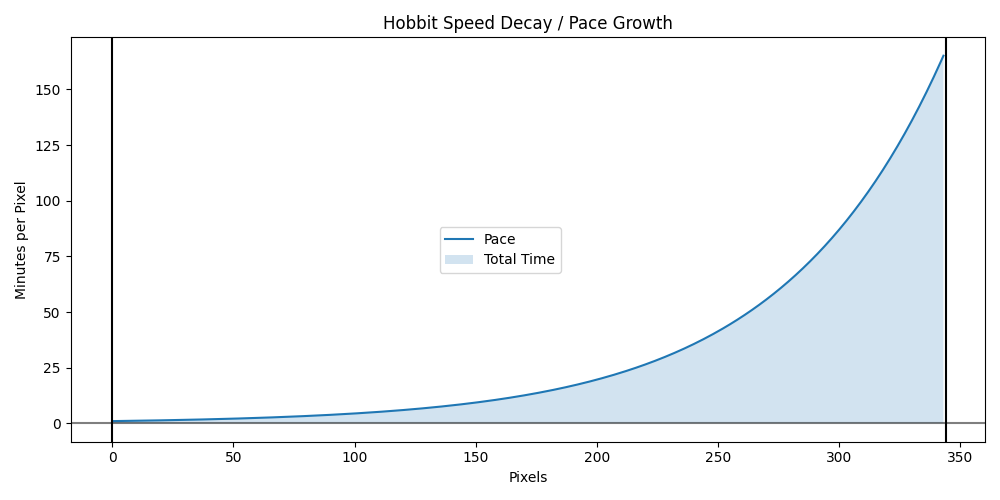 Hobbit Speed Decay / Pace Growth
Minutes per Pixel
150
125
100
75
50
25
0
Pace
Total Time
0 50 100 150 200 250 300 350
Pixels